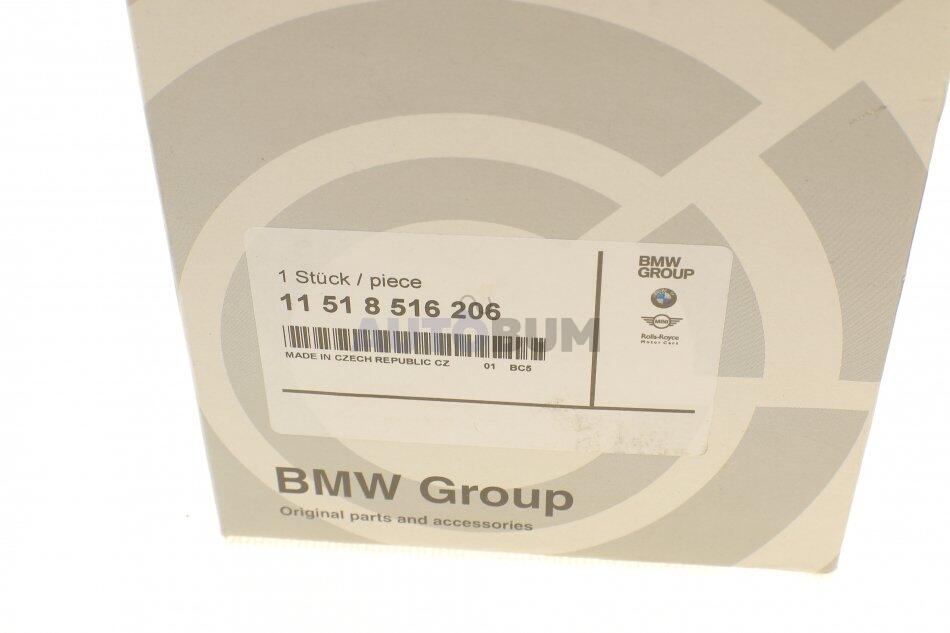 1 Stück / piece
11 51 8 516 206
MADE IN CZECH REPUBLIC CZ 01 BC5
BMW
GROUP
MINI
Rolls-Royce
Motor Cars
AUTOBUM
BMW Group
Original parts and accessories